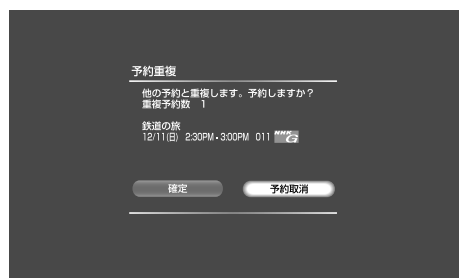 予約重複
他の予約と重複します。予約しますか?
重複予約数 1
鉄道の旅
12/11(日) 2:30PM - 3:00PM 011 NHK G
確定 予約取消